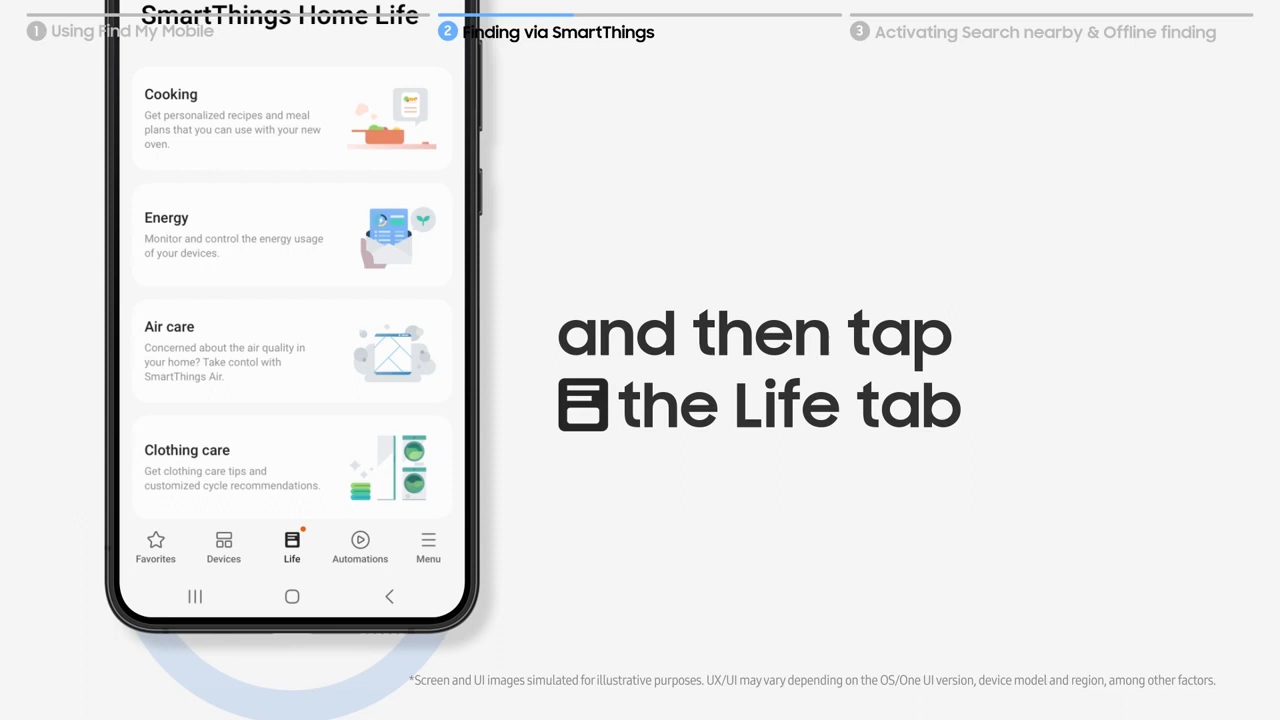 SmartThings Home Life
1 Using Find My Mobile
2 Finding via SmartThings
3 Activating Search nearby & Offline finding
Cooking
Get personalized recipes and meal
plans that you can use with your new
oven.
Energy
Monitor and control the energy usage
of your devices.
Air care
Concerned about the air quality in
your home? Take contol with
SmartThings Air.
Clothing care
Get clothing care tips and
customized cycle recommendations.
Favorites
Devices
Life
Automations
Menu
and then tap
the Life tab
*Screen and UI images simulated for illustrative purposes. UX/UI may vary depending on the OS/One UI version, device model and region, among other factors.